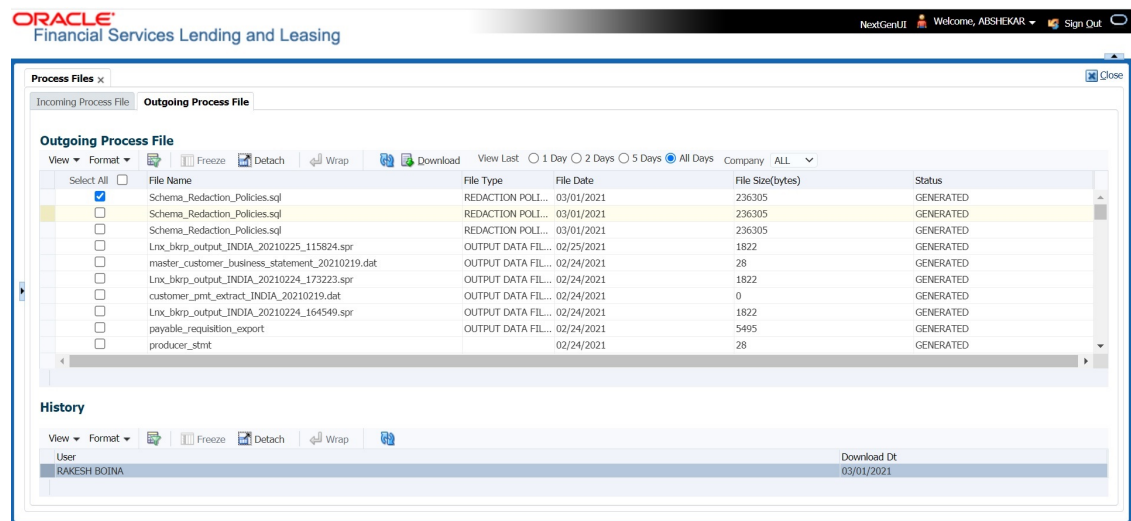 ORACLE
Financial Services Lending and Leasing
NextGenUI Welcome, ABSHEKAR Sign Out
Process Files x Close
Incoming Process File Outgoing Process File
Outgoing Process File
View Format Freeze Detach Wrap Download View Last 1 Day 2 Days 5 Days All Days Company ALL
Select All File Name File Type File Date File Size(bytes) Status
Schema_Redaction_Policies.sql REDACTION POLI... 03/01/2021 236305 GENERATED
Schema_Redaction_Policies.sql REDACTION POLI... 03/01/2021 236305 GENERATED
Schema_Redaction_Policies.sql REDACTION POLI... 03/01/2021 236305 GENERATED
Lnx_bkrp_output_INDIA_20210225_115824.spr OUTPUT DATA FIL... 02/25/2021 1822 GENERATED
master_customer_business_statement_20210219.dat OUTPUT DATA FIL... 02/24/2021 28 GENERATED
Lnx_bkrp_output_INDIA_20210224_173223.spr OUTPUT DATA FIL... 02/24/2021 1822 GENERATED
customer_pmt_extract_INDIA_20210219.dat OUTPUT DATA FIL... 02/24/2021 0 GENERATED
Lnx_bkrp_output_INDIA_20210224_164549.spr OUTPUT DATA FIL... 02/24/2021 1822 GENERATED
payable_requisition_export OUTPUT DATA FIL... 02/24/2021 5495 GENERATED
producer_stmt 02/24/2021 28 GENERATED
History
View Format Freeze Detach Wrap
User Download Dt
RAKESH BOINA 03/01/2021